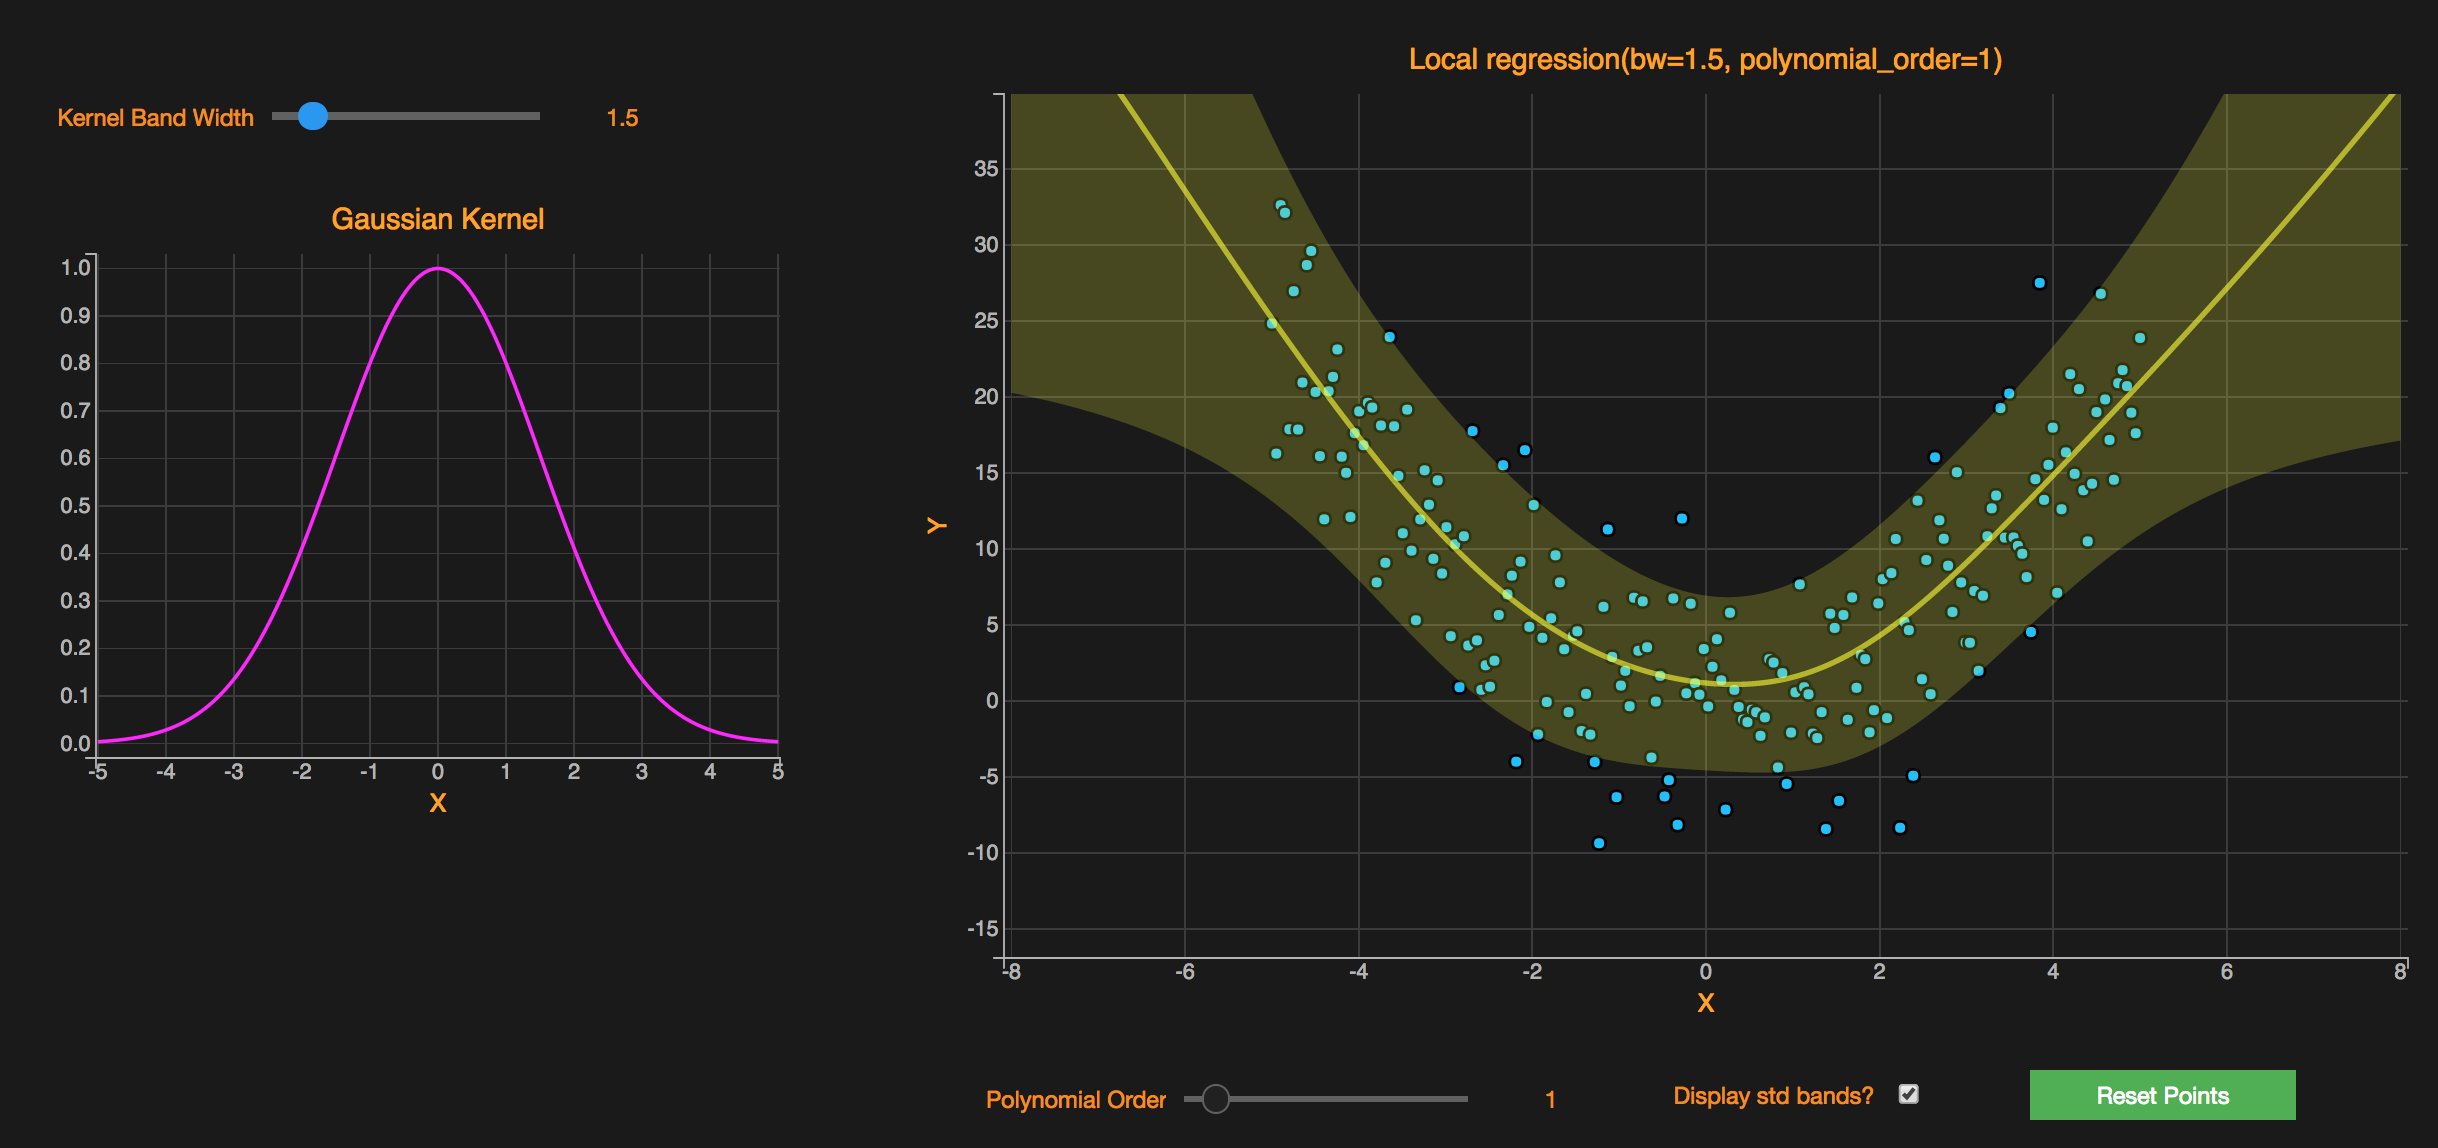 Local regression(bw=1.5, polynomial_order=1)
Kernel Band Width 1.5
Gaussian Kernel
1.0
0.9
0.8
0.7
0.6
0.5
0.4
0.3
0.2
0.1
0.0
-5 -4 -3 -2 -1 0 1 2 3 4 5
X
Y
35
30
25
20
15
10
5
0
-5
-10
-15
-8 -6 -4 -2 0 2 4 6 8
X
Polynomial Order 1
Display std bands?
Reset Points